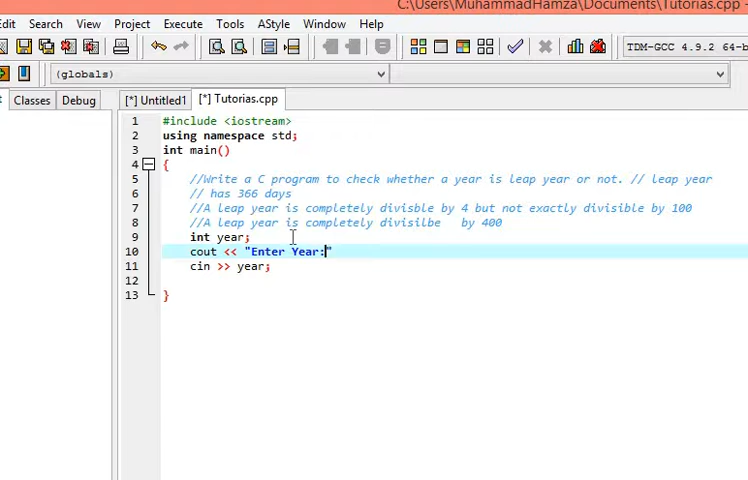 C:\Users\MuhammadHamza\Documents\Tutorias.cpp -
Edit Search View Project Execute Tools AStyle Window Help
TDM-GCC 4.9.2 64-b
(globals)
Classes Debug [*] Untitled1 [*] Tutorias.cpp
1 #include <iostream>
2 using namespace std;
3 int main()
4 {
5 //Write a C program to check whether a year is leap year or not. // leap year
6 // has 366 days
7 //A leap year is completely divisble by 4 but not exactly divisible by 100
8 //A leap year is completely divisilbe by 400
9 int year;
10 cout << "Enter Year:"
11 cin >> year;
12
13 }